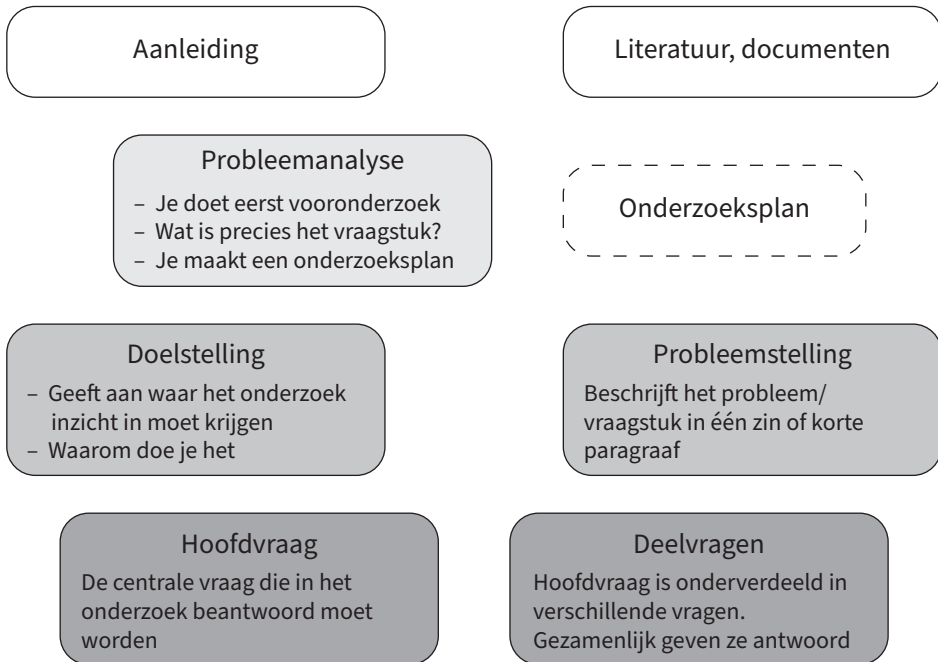 Aanleiding
Literatuur, documenten
Probleemanalyse
– Je doet eerst vooronderzoek
– Wat is precies het vraagstuk?
– Je maakt een onderzoeksplan
Onderzoeksplan
Doelstelling
– Geeft aan waar het onderzoek
inzicht in moet krijgen
– Waarom doe je het
Probleemstelling
Beschrijft het probleem/
vraagstuk in één zin of korte
paragraaf
Hoofdvraag
De centrale vraag die in het
onderzoek beantwoord moet
worden
Deelvragen
Hoofdvraag is onderverdeeld in
verschillende vragen.
Gezamenlijk geven ze antwoord